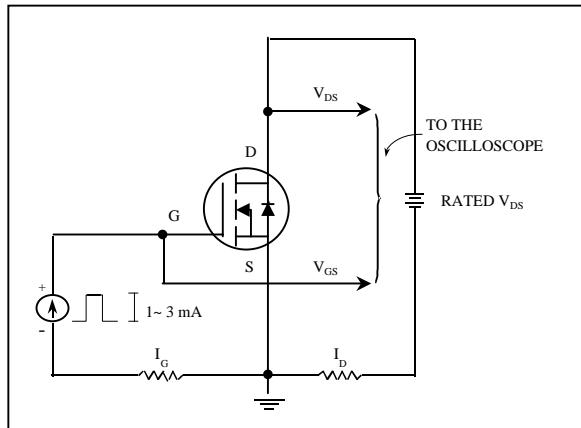 V_DS
TO THE
OSCILLOSCOPE
D
RATED V_DS
G
S
V_GS
+
-
1~ 3 mA
I_G
I_D